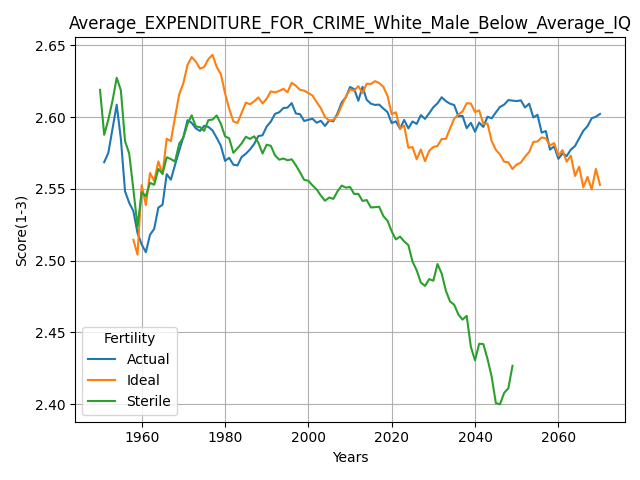 Average_EXPENDITURE_FOR_CRIME_White_Male_Below_Average_IQ
2.65
2.60
2.55
2.50
2.45
2.40
Score(1-3)
Fertility
Actual
Ideal
Sterile
1960 1980 2000 2020 2040 2060
Years